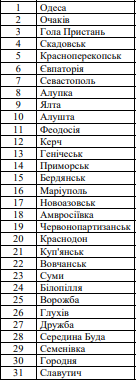 1 Одеса
2 Очаків
3 Гола Пристань
4 Скадовськ
5 Красноперекопськ
6 Євпаторія
7 Севастополь
8 Алупка
9 Ялта
10 Алушта
11 Феодосія
12 Керч
13 Генічеськ
14 Приморськ
15 Бердянськ
16 Маріуполь
17 Новоазовськ
18 Амвросіївка
19 Червонопартизанськ
20 Краснодон
21 Куп'янськ
22 Вовчанськ
23 Суми
24 Білопілля
25 Ворожба
26 Глухів
27 Дружба
28 Середина Буда
29 Семенівка
30 Городня
31 Славутич